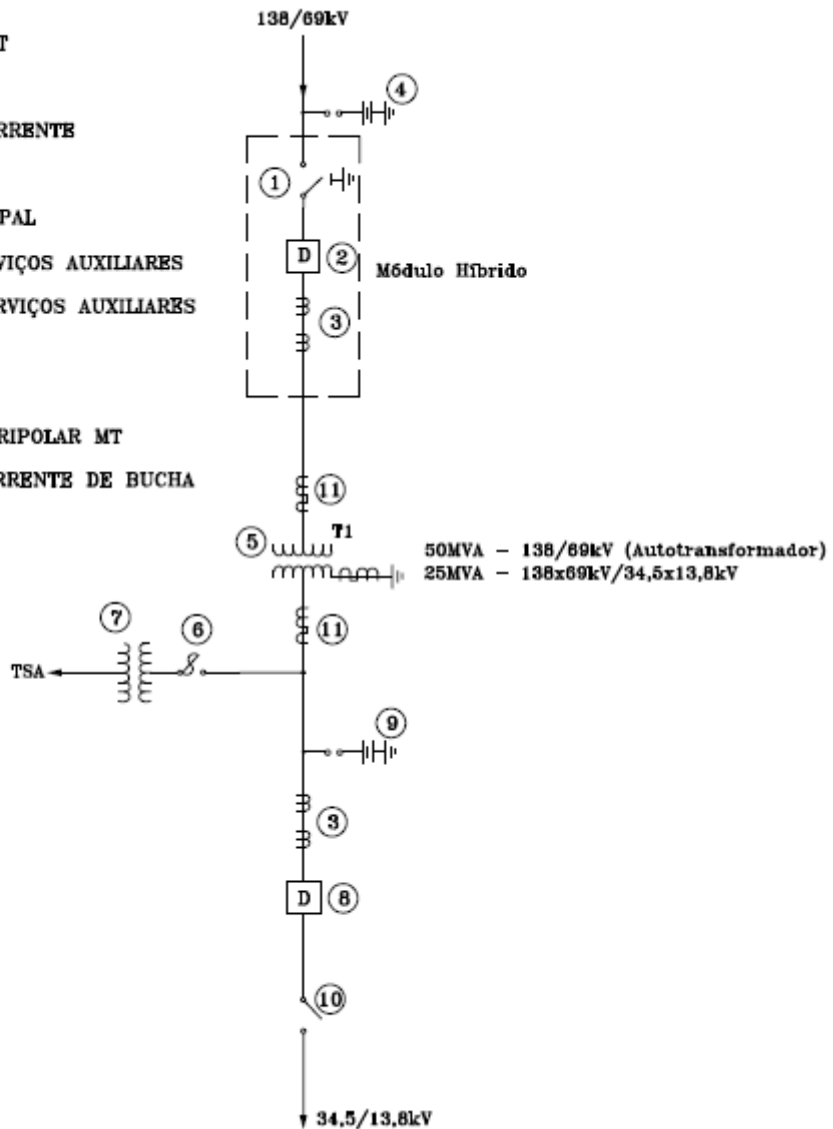 138/69kV
T
4
RRENTE
1
PAL
VIÇOS AUXILIARES
D 2
Módulo Híbrido
RVIÇOS AUXILIARES
3
RIPOLAR MT
RRENTE DE BUCHA
11
5
T1
50MVA - 138/69kV (Autotransformador)
25MVA - 138x69kV/34,5x13,8kV
7
6
11
TSA
9
3
D 8
10
34,5/13,8kV